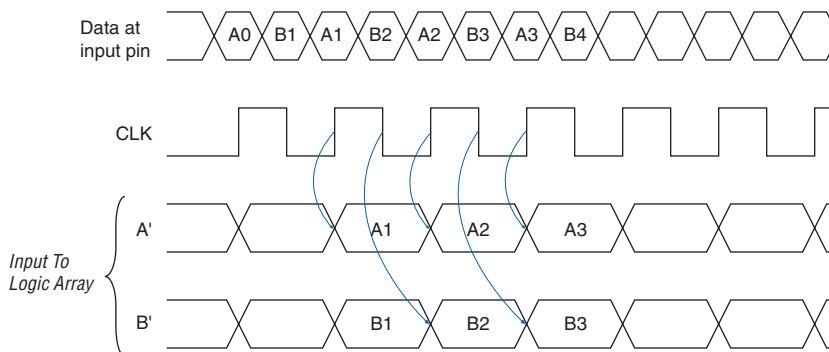 Data at
input pin
A0 B1 A1 B2 A2 B3 A3 B4
CLK
A' A1 A2 A3
Input To
Logic Array
B' B1 B2 B3